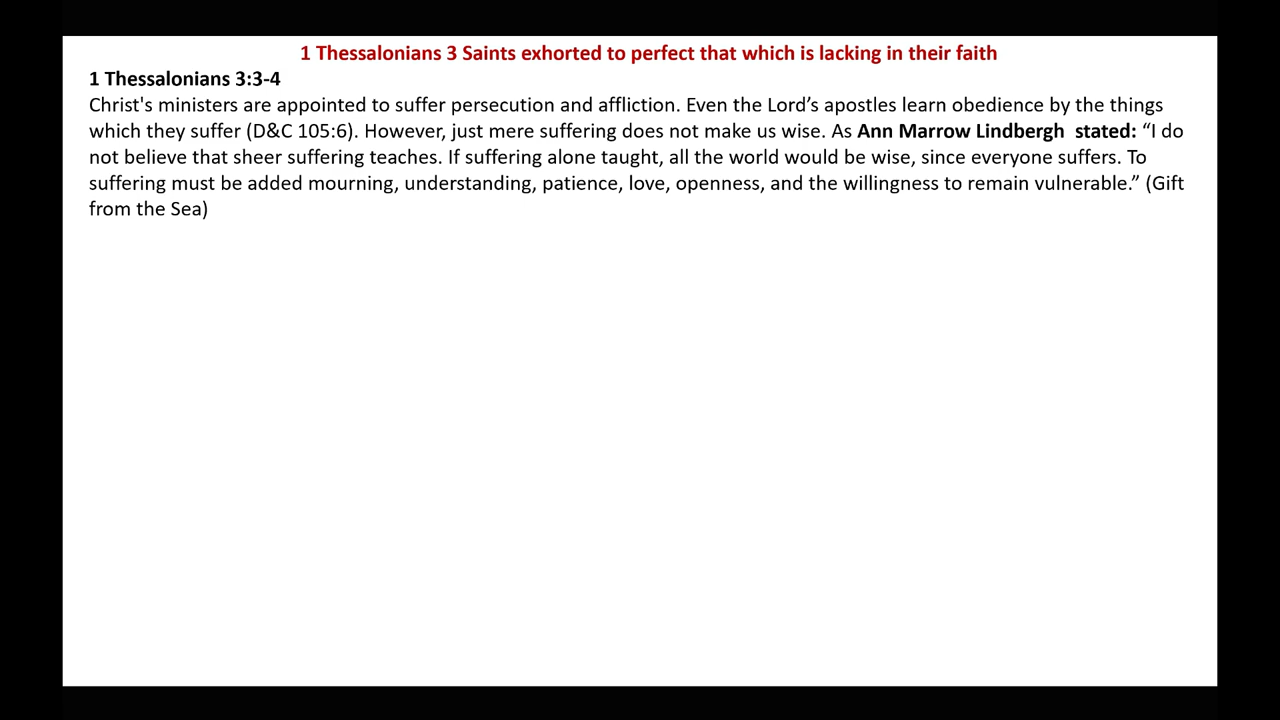 1 Thessalonians 3 Saints exhorted to perfect that which is lacking in their faith
1 Thessalonians 3:3-4
Christ's ministers are appointed to suffer persecution and affliction. Even the Lord’s apostles learn obedience by the things
which they suffer (D&C 105:6). However, just mere suffering does not make us wise. As Ann Marrow Lindbergh  stated: “I do
not believe that sheer suffering teaches. If suffering alone taught, all the world would be wise, since everyone suffers. To
suffering must be added mourning, understanding, patience, love, openness, and the willingness to remain vulnerable.” (Gift
from the Sea)